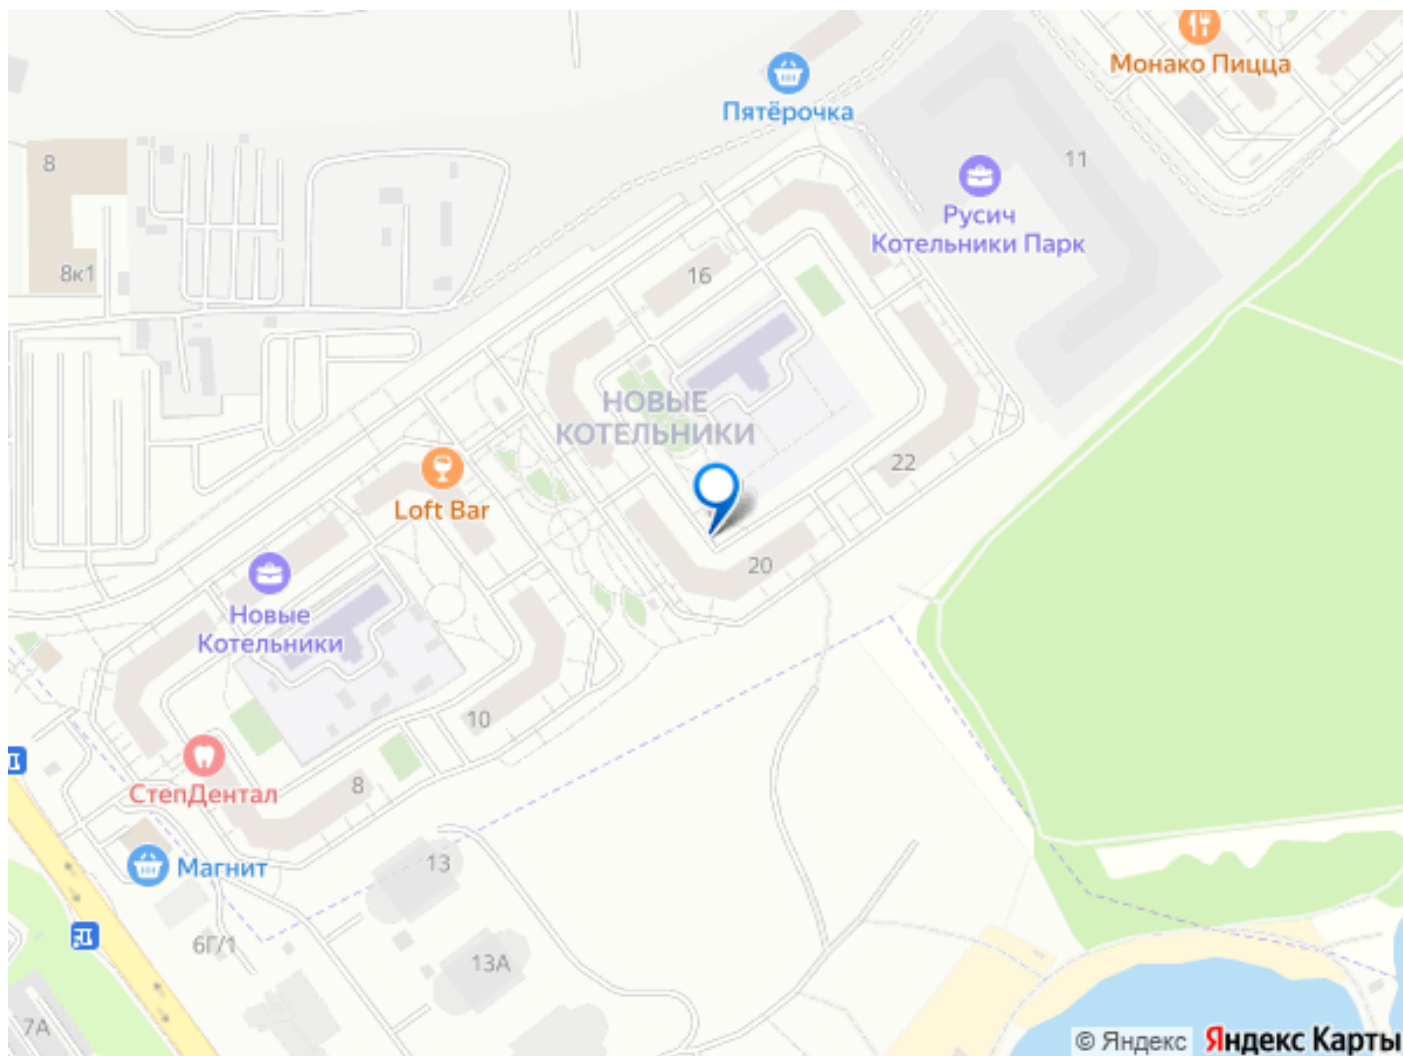 Монако Пицца
Пятёрочка
8
11
Русич
Котельники Парк
8к1
16
НОВЫЕ
КОТЕЛЬНИКИ
22
Loft Bar
20
Новые
Котельники
10
СтепДентал
8
13
Магнит
6Г/1
13А
7А
© Яндекс Яндекс Карты